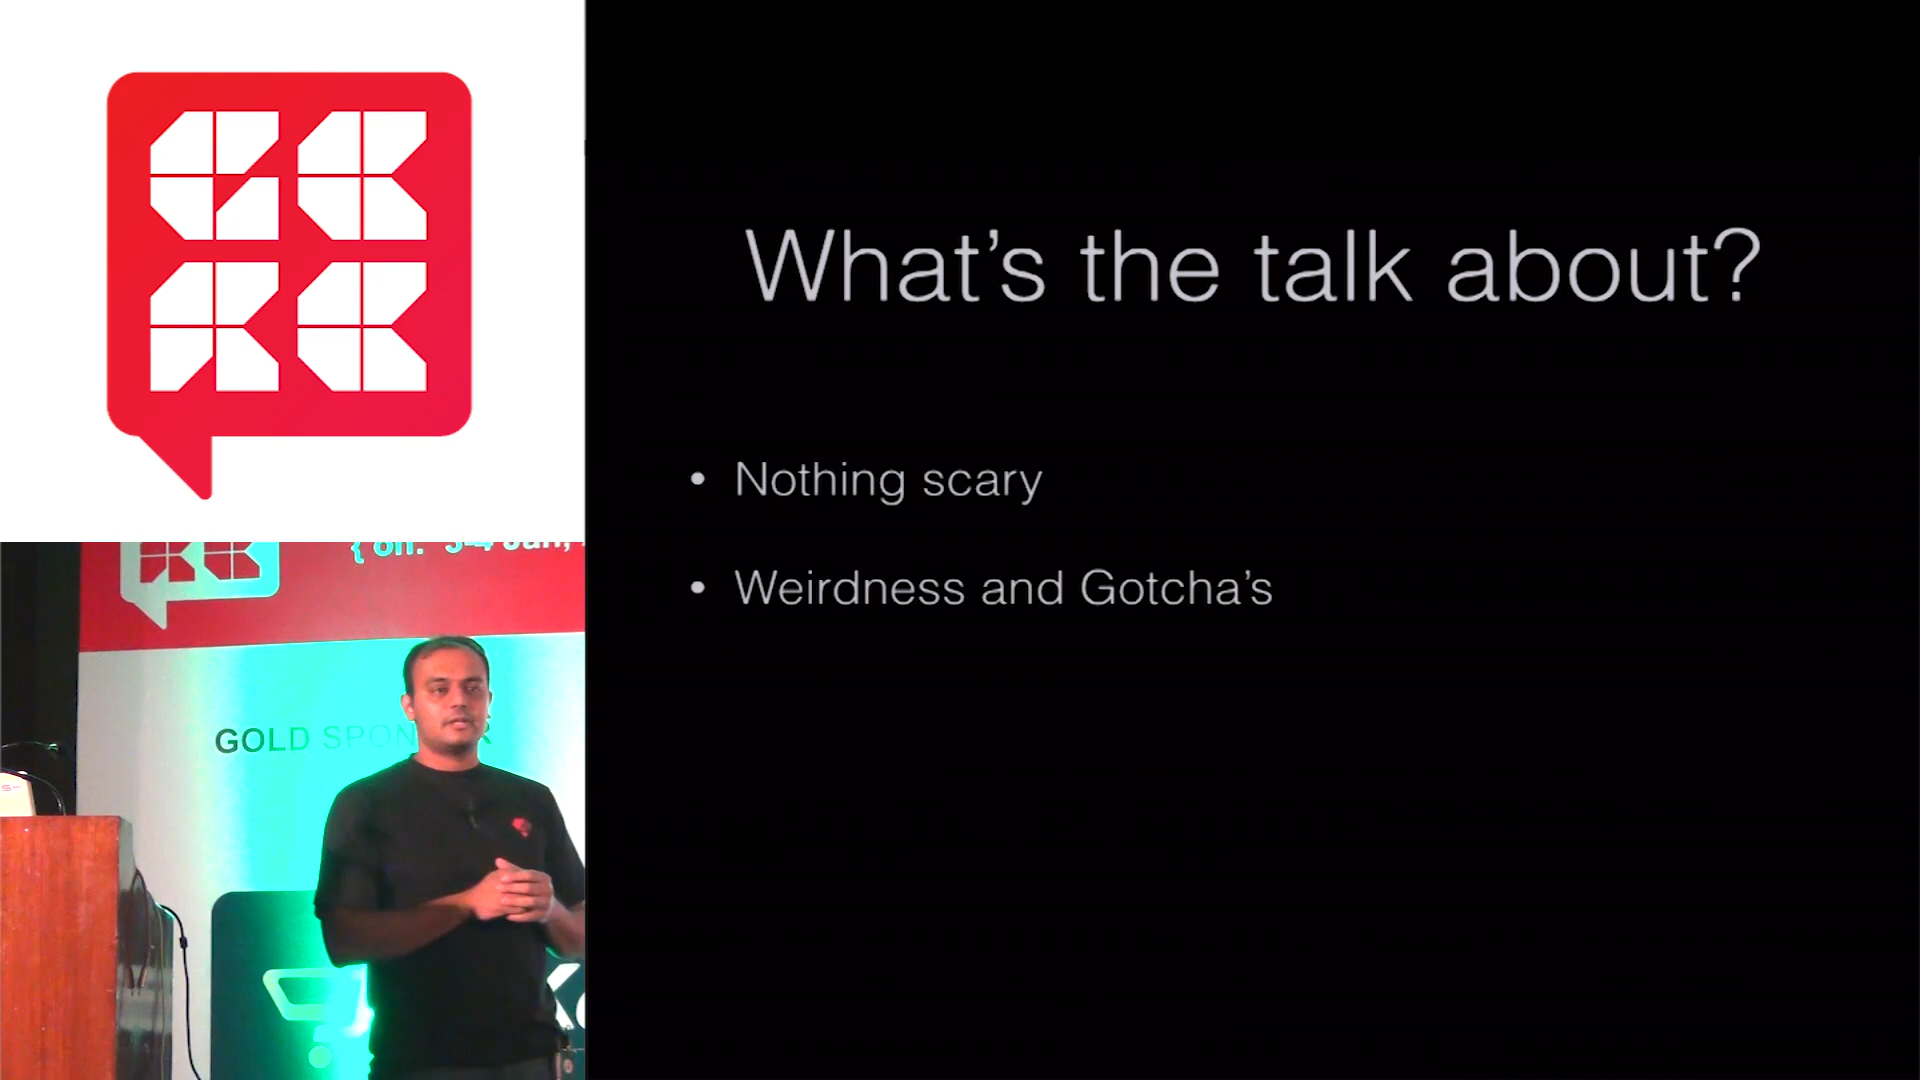 What's the talk about?
• Nothing scary
• Weirdness and Gotcha's
GOLD SPON R